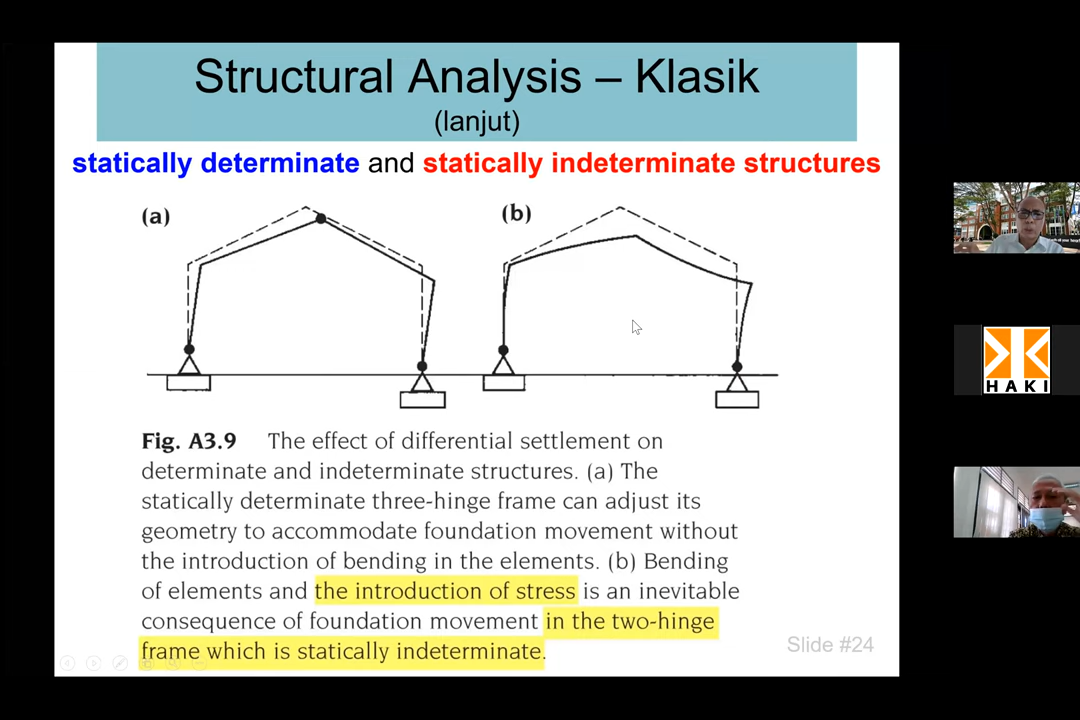 Structural Analysis – Klasik
(lanjut)
statically determinate and statically indeterminate structures
(a)
(b)
Fig. A3.9 The effect of differential settlement on
determinate and indeterminate structures. (a) The
statically determinate three-hinge frame can adjust its
geometry to accommodate foundation movement without
the introduction of bending in the elements. (b) Bending
of elements and the introduction of stress is an inevitable
consequence of foundation movement in the two-hinge
frame which is statically indeterminate.
Slide #24
HAKI